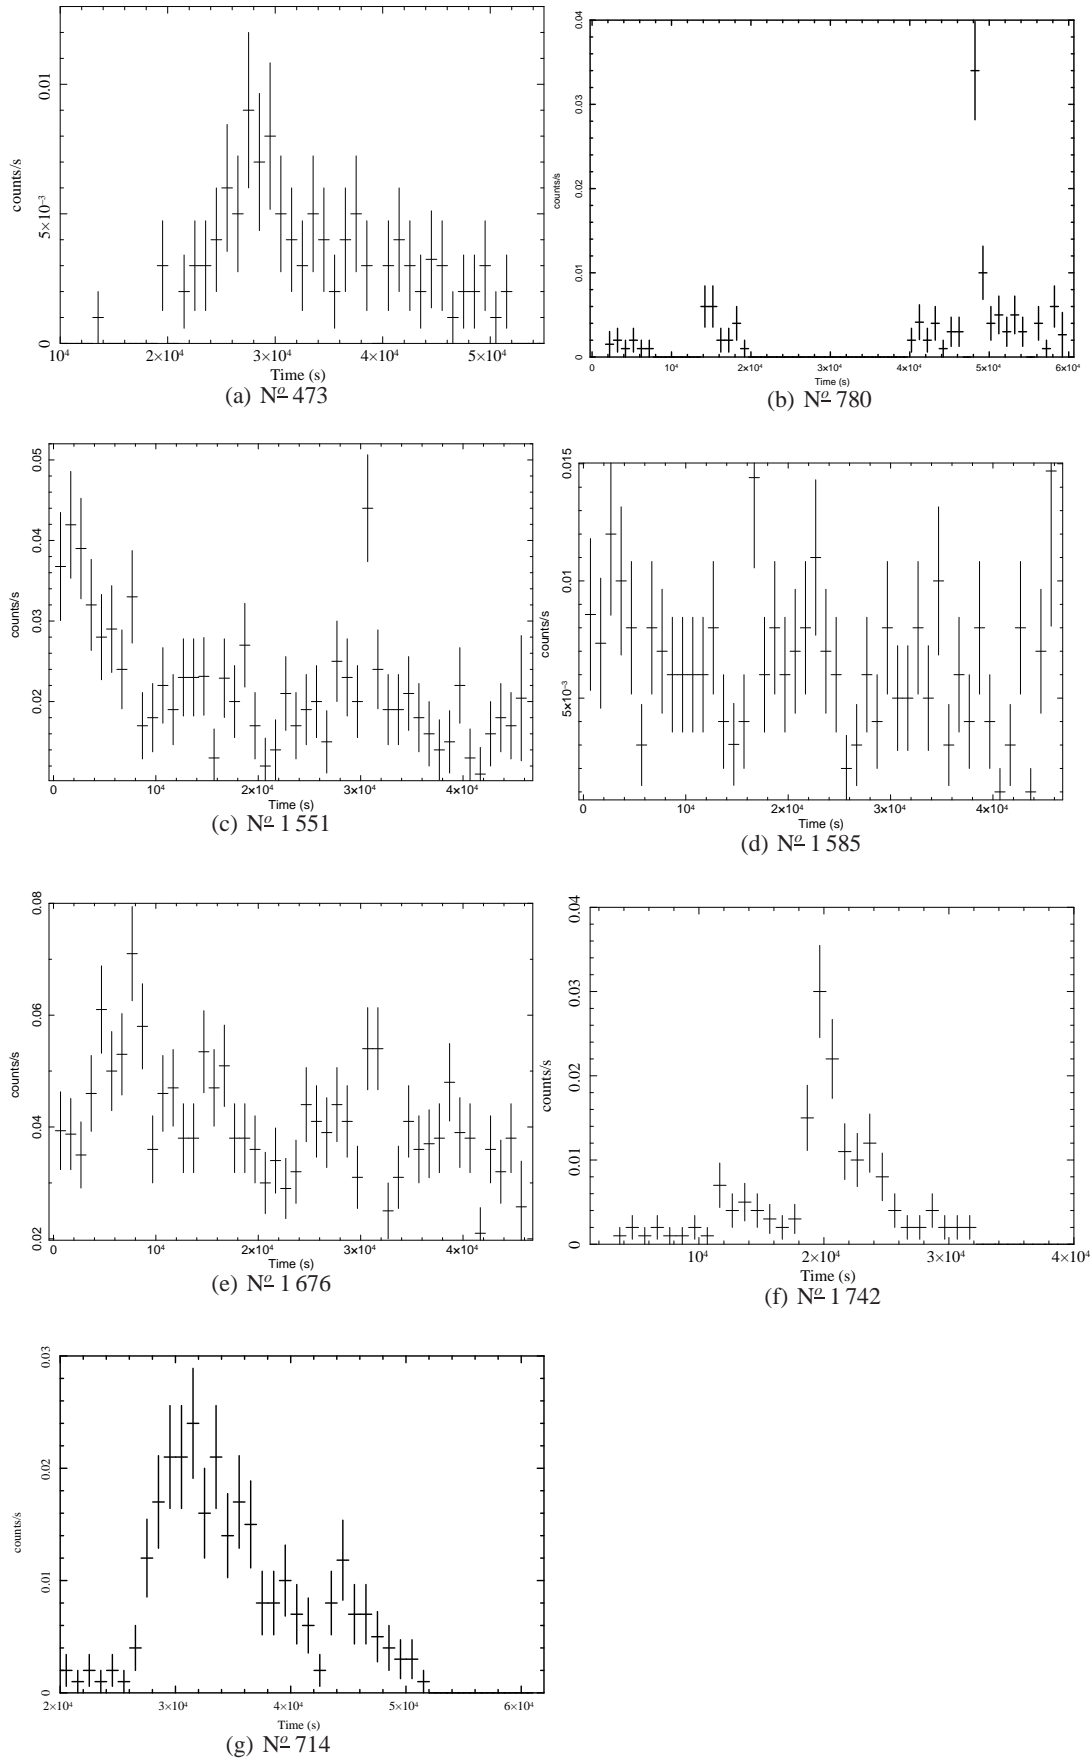 counts/s
0.01
5×10⁻³
0
10⁴ 2×10⁴ 3×10⁴ 4×10⁴ 5×10⁴
Time (s)
(a) Nº 473
counts/s
0.04
0.03
0.02
0.01
0
0 10⁴ 2×10⁴ 3×10⁴ 4×10⁴ 5×10⁴ 6×10⁴
Time (s)
(b) Nº 780
counts/s
0.05
0.04
0.03
0.02
0 10⁴ 2×10⁴ 3×10⁴ 4×10⁴
Time (s)
(c) Nº 1 551
counts/s
0.015
0.01
5×10⁻³
0 10⁴ 2×10⁴ 3×10⁴ 4×10⁴
Time (s)
(d) Nº 1 585
counts/s
0.08
0.06
0.04
0.02
0 10⁴ 2×10⁴ 3×10⁴ 4×10⁴
Time (s)
(e) Nº 1 676
counts/s
0.04
0.03
0.02
0.01
0
10⁴ 2×10⁴ 3×10⁴ 4×10⁴
Time (s)
(f) Nº 1 742
counts/s
0.03
0.02
0.01
0
2×10⁴ 3×10⁴ 4×10⁴ 5×10⁴ 6×10⁴
Time (s)
(g) Nº 714